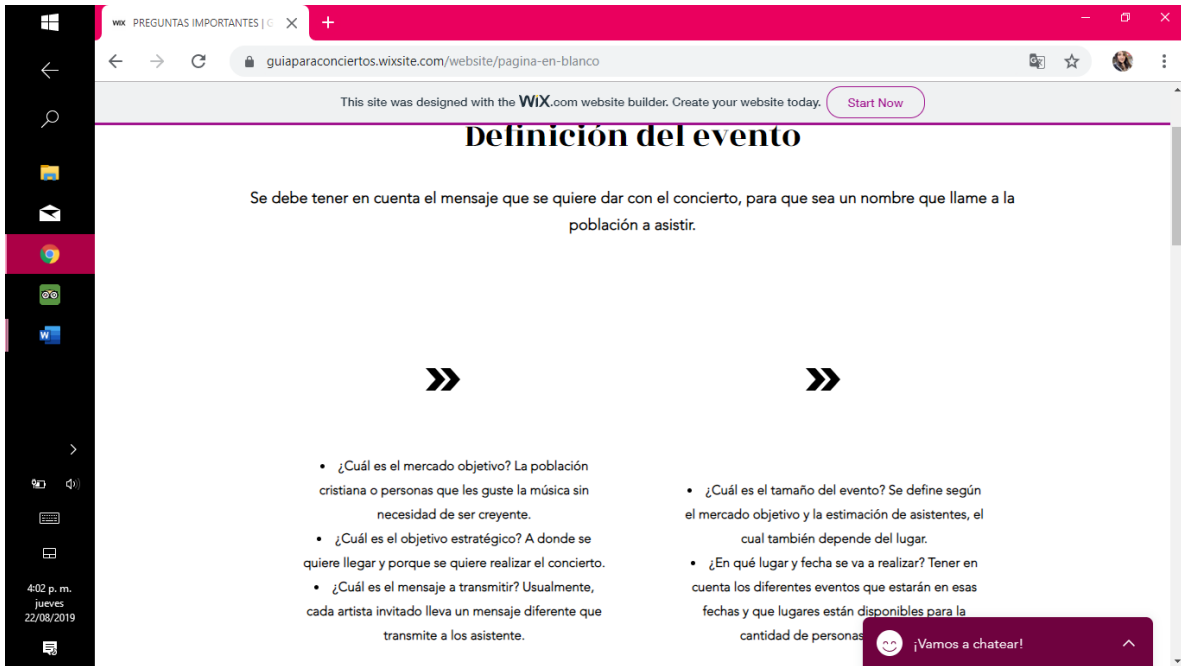 WiX PREGUNTAS IMPORTANTES | G
guiaparaconciertos.wixsite.com/website/pagina-en-blanco
This site was designed with the WiX.com website builder. Create your website today. Start Now
Definición del evento
Se debe tener en cuenta el mensaje que se quiere dar con el concierto, para que sea un nombre que llame a la
población a asistir.
• ¿Cuál es el mercado objetivo? La población
cristiana o personas que les guste la música sin
necesidad de ser creyente.
• ¿Cuál es el objetivo estratégico? A donde se
quiere llegar y porque se quiere realizar el concierto.
• ¿Cuál es el mensaje a transmitir? Usualmente,
cada artista invitado lleva un mensaje diferente que
transmite a los asistente.
• ¿Cuál es el tamaño del evento? Se define según
el mercado objetivo y la estimación de asistentes, el
cual también depende del lugar.
• ¿En qué lugar y fecha se va a realizar? Tener en
cuenta los diferentes eventos que estarán en esas
fechas y que lugares están disponibles para la
cantidad de personas
¡Vamos a chatear!
4:02 p. m.
jueves
22/08/2019